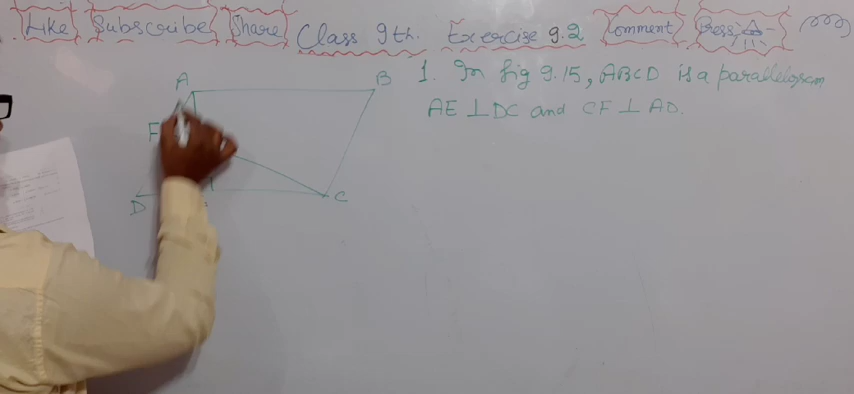 Like Subscribe Share Class 9th. Exercise 9.2 Comment Press
1. In fig 9.15, ABCD is a parallelogram
AE ⊥ DC and CF ⊥ AD.
A B
F
D C